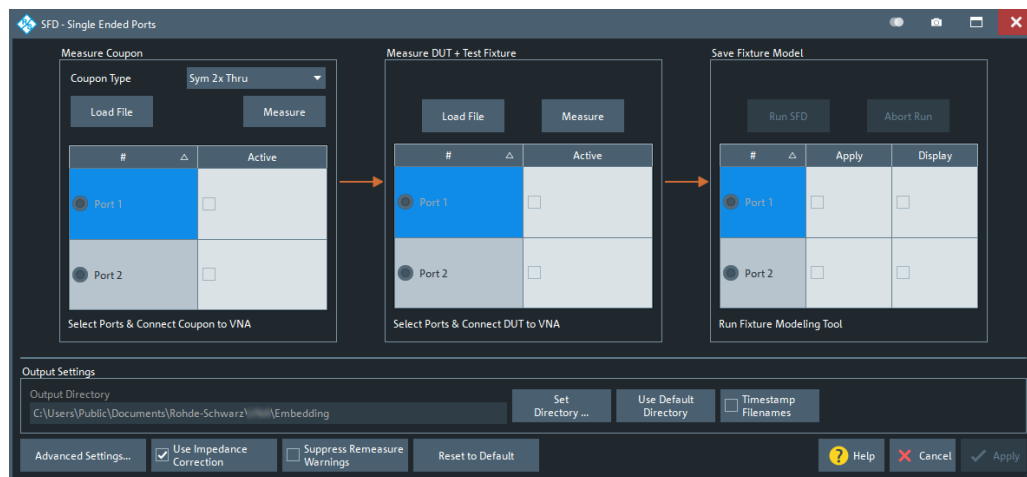 SFD - Single Ended Ports
Measure Coupon
Coupon Type
Sym 2x Thru
Load File
Measure
#
Active
Port 1
Port 2
Select Ports & Connect Coupon to VNA
Measure DUT + Test Fixture
Load File
Measure
#
Active
Port 1
Port 2
Select Ports & Connect DUT to VNA
Save Fixture Model
Run SFD
Abort Run
#
Apply
Display
Port 1
Port 2
Run Fixture Modeling Tool
Output Settings
Output Directory
C:\Users\Public\Documents\Rohde-Schwarz\ \Embedding
Set
Directory ...
Use Default
Directory
Timestamp
Filenames
Advanced Settings...
Use Impedance
Correction
Suppress Remeasure
Warnings
Reset to Default
Help
Cancel
Apply